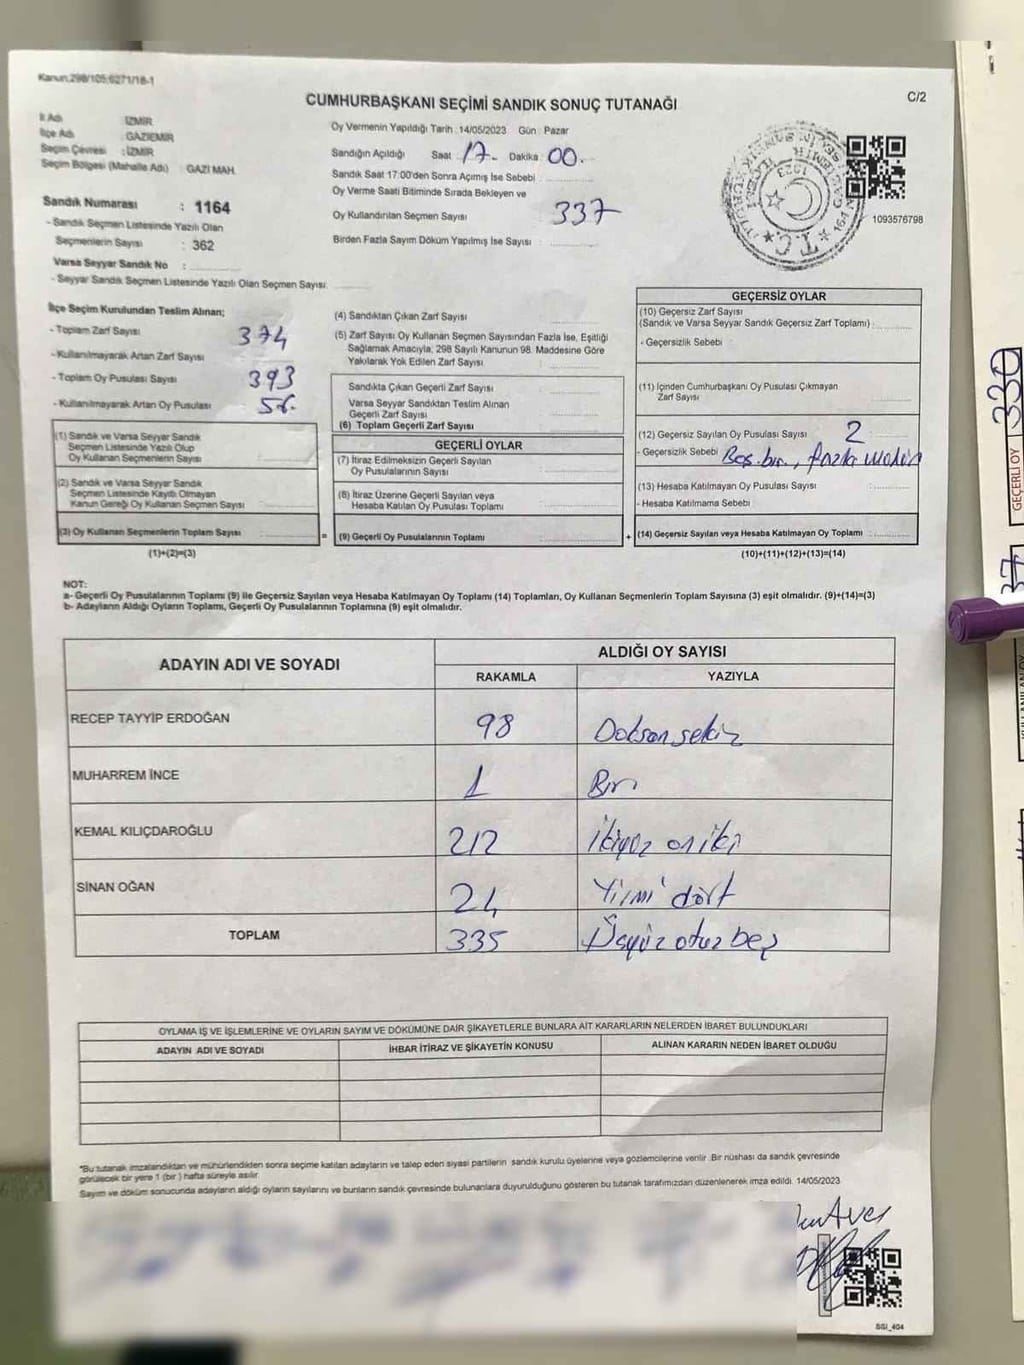 Kanun:298/105;6271/18-1
C/2
CUMHURBAŞKANI SEÇİMİ SANDIK SONUÇ TUTANAĞI
İl Adı : İZMİR
İlçe Adı : GAZİEMİR
Seçim Çevresi : İZMİR
Seçim Bölgesi (Mahalle Adı) : GAZİ MAH.
Sandık Numarası : 1164
- Sandık Seçmen Listesinde Yazılı Olan
Seçmenlerin Sayısı : 362
Varsa Seyyar Sandık No :
- Seyyar Sandık Seçmen Listesinde Yazılı Olan Seçmen Sayısı:
Oy Vermenin Yapıldığı Tarih : 14/05/2023 Gün : Pazar
Sandığın Açıldığı Saat : 17- Dakika : 00.
Sandık Saat 17:00'den Sonra Açımış İse Sebebi :
Oy Verme Saati Bitiminde Sırada Bekleyen ve
Oy Kullandırılan Seçmen Sayısı 337
Birden Fazla Sayım Döküm Yapılmış İse Sayısı :
T.C.
1093576798
İlçe Seçim Kurulundan Teslim Alınan;
- Toplam Zarf Sayısı 374
- Kullanılmayarak Artan Zarf Sayısı
- Toplam Oy Pusulası Sayısı 393
- Kullanılmayarak Artan Oy Pusulası 56.
(1) Sandık ve Varsa Seyyar Sandık
Seçmen Listesinde Yazılı Olup
Oy Kullanan Seçmenlerin Sayısı :
(2) Sandık ve Varsa Seyyar Sandık
Seçmen Listesinde Kayıtlı Olmayan
Kanun Gereği Oy Kullanan Seçmen Sayısı :
(3) Oy Kullanan Seçmenlerin Toplam Sayısı :
(1)+(2)=(3)
(4) Sandıktan Çıkan Zarf Sayısı :
(5) Zarf Sayısı Oy Kullanan Seçmen Sayısından Fazla İse, Eşitliği
Sağlamak Amacıyla, 298 Sayılı Kanunun 98. Maddesine Göre
Yakılarak Yok Edilen Zarf Sayısı :
Sandıkta Çıkan Geçerli Zarf Sayısı :
Varsa Seyyar Sandıktan Teslim Alınan
Geçerli Zarf Sayısı :
(6) Toplam Geçerli Zarf Sayısı :
GEÇERLİ OYLAR
(7) İtiraz Edilmeksizin Geçerli Sayılan
Oy Pusulalarının Sayısı :
(8) İtiraz Üzerine Geçerli Sayılan veya
Hesaba Katılan Oy Pusulası Toplamı :
= (9) Geçerli Oy Pusulalarının Toplamı :
GEÇERSİZ OYLAR
(10) Geçersiz Zarf Sayısı
(Sandık ve Varsa Seyyar Sandık Geçersiz Zarf Toplamı) :
- Geçersizlik Sebebi :
(11) İçinden Cumhurbaşkanı Oy Pusulası Çıkmayan
Zarf Sayısı :
(12) Geçersiz Sayılan Oy Pusulası Sayısı 2
- Geçersizlik Sebebi
(13) Hesaba Katılmayan Oy Pusulası Sayısı :
- Hesaba Katılmama Sebebi
+ (14) Geçersiz Sayılan veya Hesaba Katılmayan Oy Toplamı :
(10)+(11)+(12)+(13)=(14)
NOT:
a- Geçerli Oy Pusulalarının Toplamı (9) ile Geçersiz Sayılan veya Hesaba Katılmayan Oy Toplamı (14) Toplamları, Oy Kullanan Seçmenlerin Toplam Sayısına (3) eşit olmalıdır. (9)+(14)=(3)
b- Adayların Aldığı Oyların Toplamı, Geçerli Oy Pusulalarının Toplamına (9) eşit olmalıdır.
ADAYIN ADI VE SOYADI ALDIĞI OY SAYISI
RAKAMLA YAZIYLA
RECEP TAYYİP ERDOĞAN 98 Doksan sekiz
MUHARREM İNCE 1 Bir
KEMAL KILIÇDAROĞLU 212 İkiyüz on iki
SİNAN OĞAN 24 Yirmi dört
TOPLAM 335 Üçyüz otuz beş
OYLAMA İŞ VE İŞLEMLERİNE VE OYLARIN SAYIM VE DÖKÜMÜNE DAİR ŞİKAYETLERLE BUNLARA AİT KARARLARIN NELERDEN İBARET BULUNDUKLARI
ADAYIN ADI VE SOYADI İHBAR İTİRAZ VE ŞİKAYETİN KONUSU ALINAN KARARIN NEDEN İBARET OLDUĞU
*Bu tutanak imzalandıktan ve mühürlendikten sonra seçime katılan adayların ve talep eden siyasi partilerin sandık kurulu üyelerine veya gözlemcilerine verilir. Bir nüshası da sandık çevresinde
görülecek bir yere 1 (bir) hafta süreyle asılır.
Sayım ve döküm sonucunda adayların aldığı oyların sayılarını ve bunların sandık çevresinde bulunanlara duyurulduğunu gösteren bu tutanak tarafımızdan düzenlenerek imza edildi. 14/05/2023
SSI_404
GEÇERLİ OY 330
37